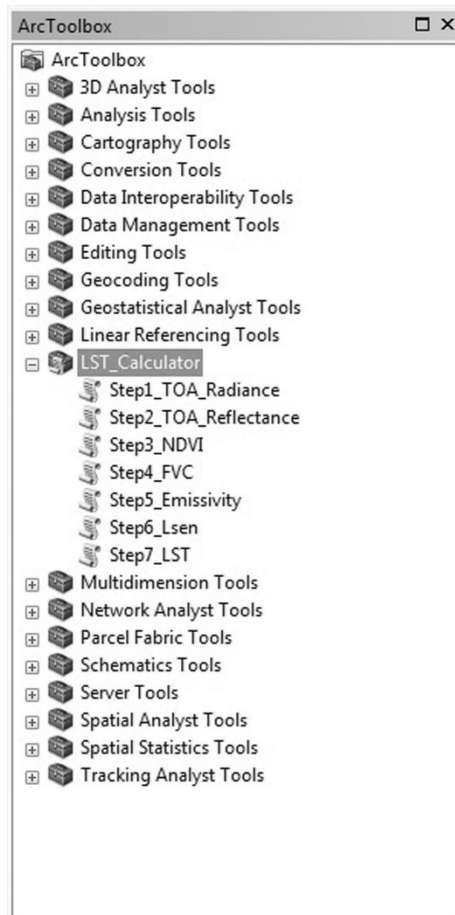 ArcToolbox
ArcToolbox
3D Analyst Tools
Analysis Tools
Cartography Tools
Conversion Tools
Data Interoperability Tools
Data Management Tools
Editing Tools
Geocoding Tools
Geostatistical Analyst Tools
Linear Referencing Tools
LST_Calculator
Step1_TOA_Radiance
Step2_TOA_Reflectance
Step3_NDVI
Step4_FVC
Step5_Emissivity
Step6_Lsen
Step7_LST
Multidimension Tools
Network Analyst Tools
Parcel Fabric Tools
Schematics Tools
Server Tools
Spatial Analyst Tools
Spatial Statistics Tools
Tracking Analyst Tools